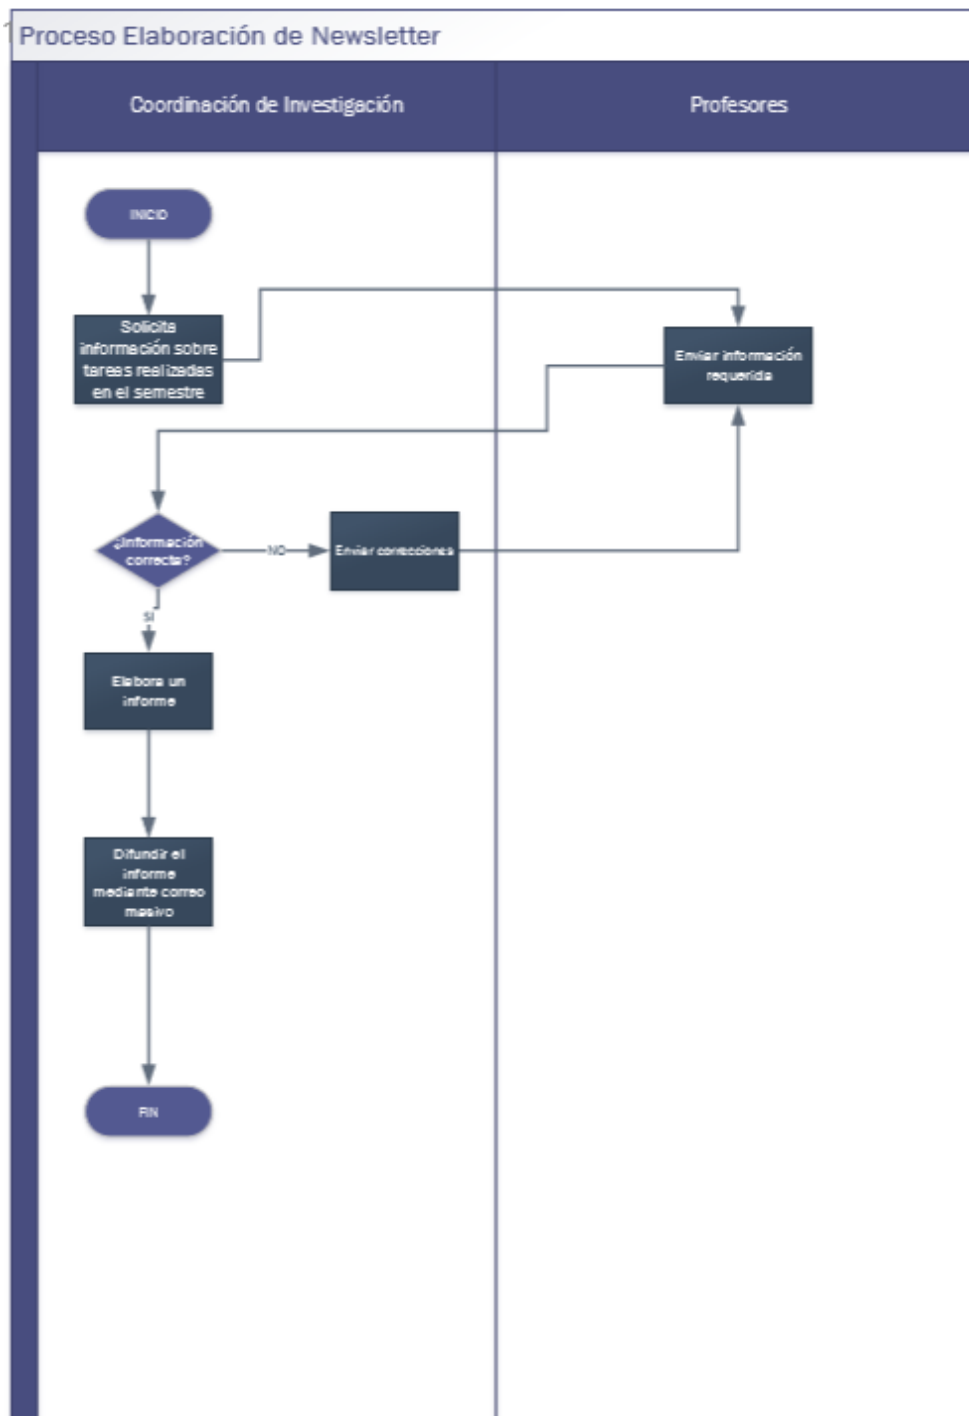 Proceso Elaboración de Newsletter
Coordinación de Investigación
Profesores
INICIO
Solicita
información sobre
tareas realizadas
en el semestre
Enviar información
requerida
¿Información
correcta?
NO
Enviar correcciones
SI
Elabora un
informe
Difundir el
informe
mediante correo
masivo
FIN